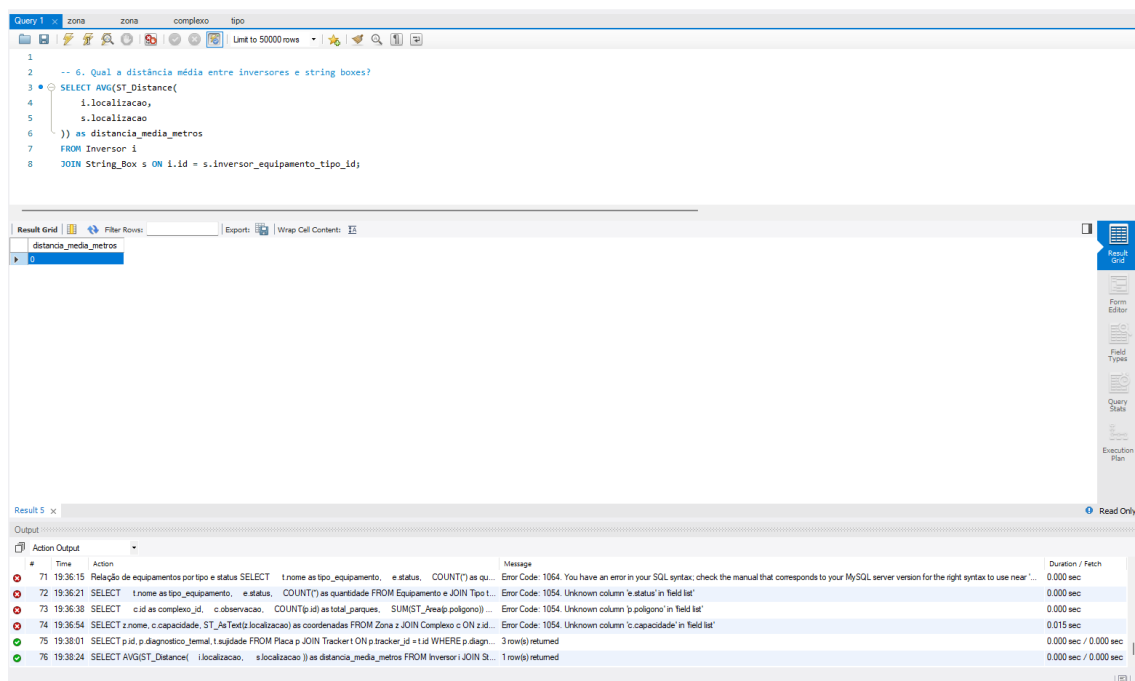 Query 1 zona zona complexo tipo
Limit to 50000 rows
1
2 -- 6. Qual a distância média entre inversores e string boxes?
3 SELECT AVG(ST_Distance(
4 i.localizacao,
5 s.localizacao
6 )) as distancia_media_metros
7 FROM Inversor i
8 JOIN String_Box s ON i.id = s.inversor_equipamento_tipo_id;
Result Grid Filter Rows: Export: Wrap Cell Content:
distancia_media_metros
0
Result Grid
Form Editor
Field Types
Query Stats
Execution Plan
Result 5 Read Only
Output
Action Output
# Time Action Message Duration / Fetch
71 19:36:15 Relação de equipamentos por tipo e status SELECT t.nome as tipo_equipamento, e.status, COUNT(*) as qu... Error Code: 1064. You have an error in your SQL syntax; check the manual that corresponds to your MySQL server version for the right syntax to use near '... 0.000 sec
72 19:36:21 SELECT t.nome as tipo_equipamento, e.status, COUNT(*) as quantidade FROM Equipamento e JOIN Tipo t... Error Code: 1054. Unknown column 'e.status' in 'field list' 0.000 sec
73 19:36:38 SELECT c.id as complexo_id, c.observacao, COUNT(p.id) as total_parques, SUM(ST_Area(p.poligono)) ... Error Code: 1054. Unknown column 'p.poligono' in 'field list' 0.000 sec
74 19:36:54 SELECT z.nome, c.capacidade, ST_AsText(z.localizacao) as coordenadas FROM Zona z JOIN Complexo c ON z.id... Error Code: 1054. Unknown column 'c.capacidade' in 'field list' 0.015 sec
75 19:38:01 SELECT p.id, p.diagnostico_termal, t.sujidade FROM Placa p JOIN Tracker t ON p.tracker_id = t.id WHERE p.diagn... 3 row(s) returned 0.000 sec / 0.000 sec
76 19:38:24 SELECT AVG(ST_Distance( i.localizacao, s.localizacao )) as distancia_media_metros FROM Inversor i JOIN St... 1 row(s) returned 0.000 sec / 0.000 sec